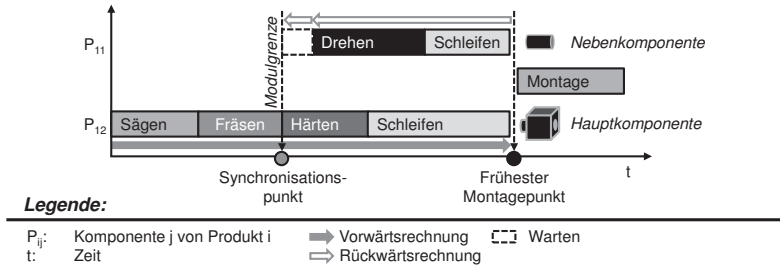 P11
Modulgrenze
Drehen
Schleifen
Nebenkomponente
Montage
P12
Sägen
Fräsen
Härten
Schleifen
Hauptkomponente
Synchronisations-
punkt
Frühester
Montagepunkt
t
Legende:
Pij: Komponente j von Produkt i
Vorwärtsrechnung
Warten
t: Zeit
Rückwärtsrechnung